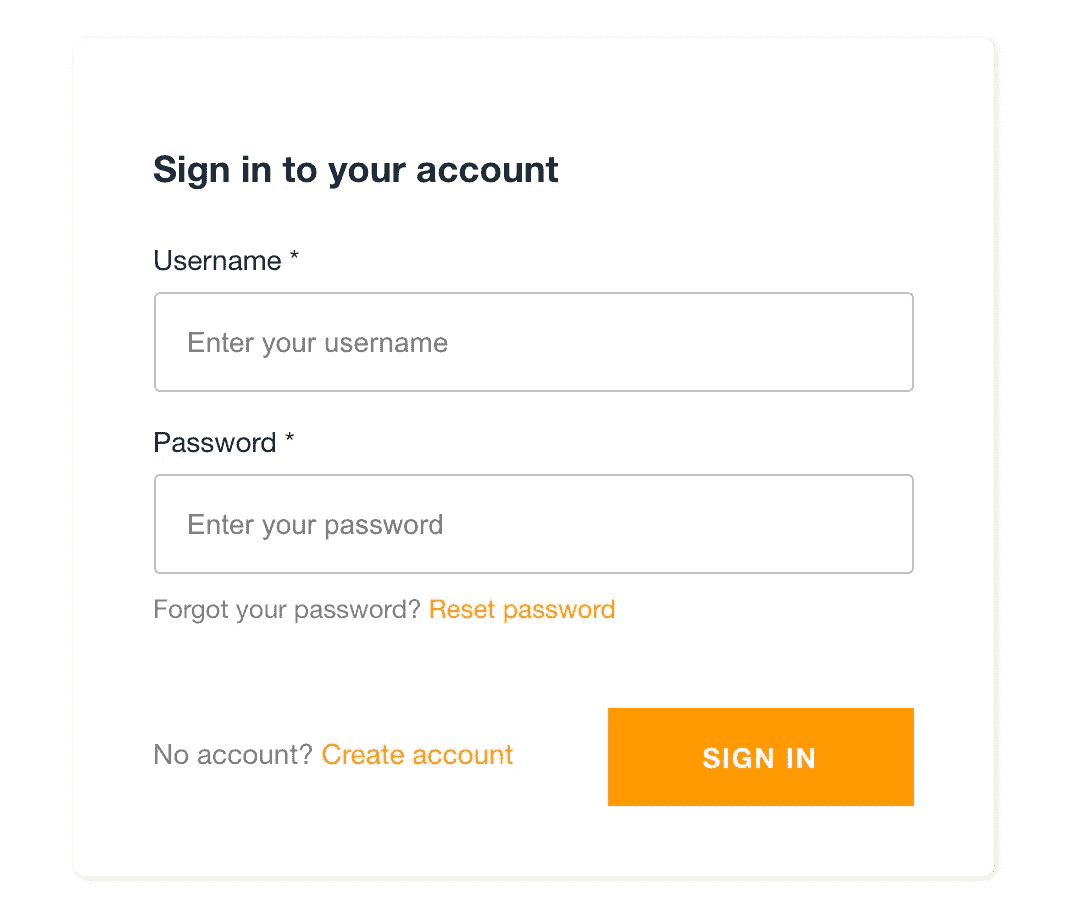 Sign in to your account
Username *
Enter your username
Password *
Enter your password
Forgot your password? Reset password
No account? Create account
SIGN IN